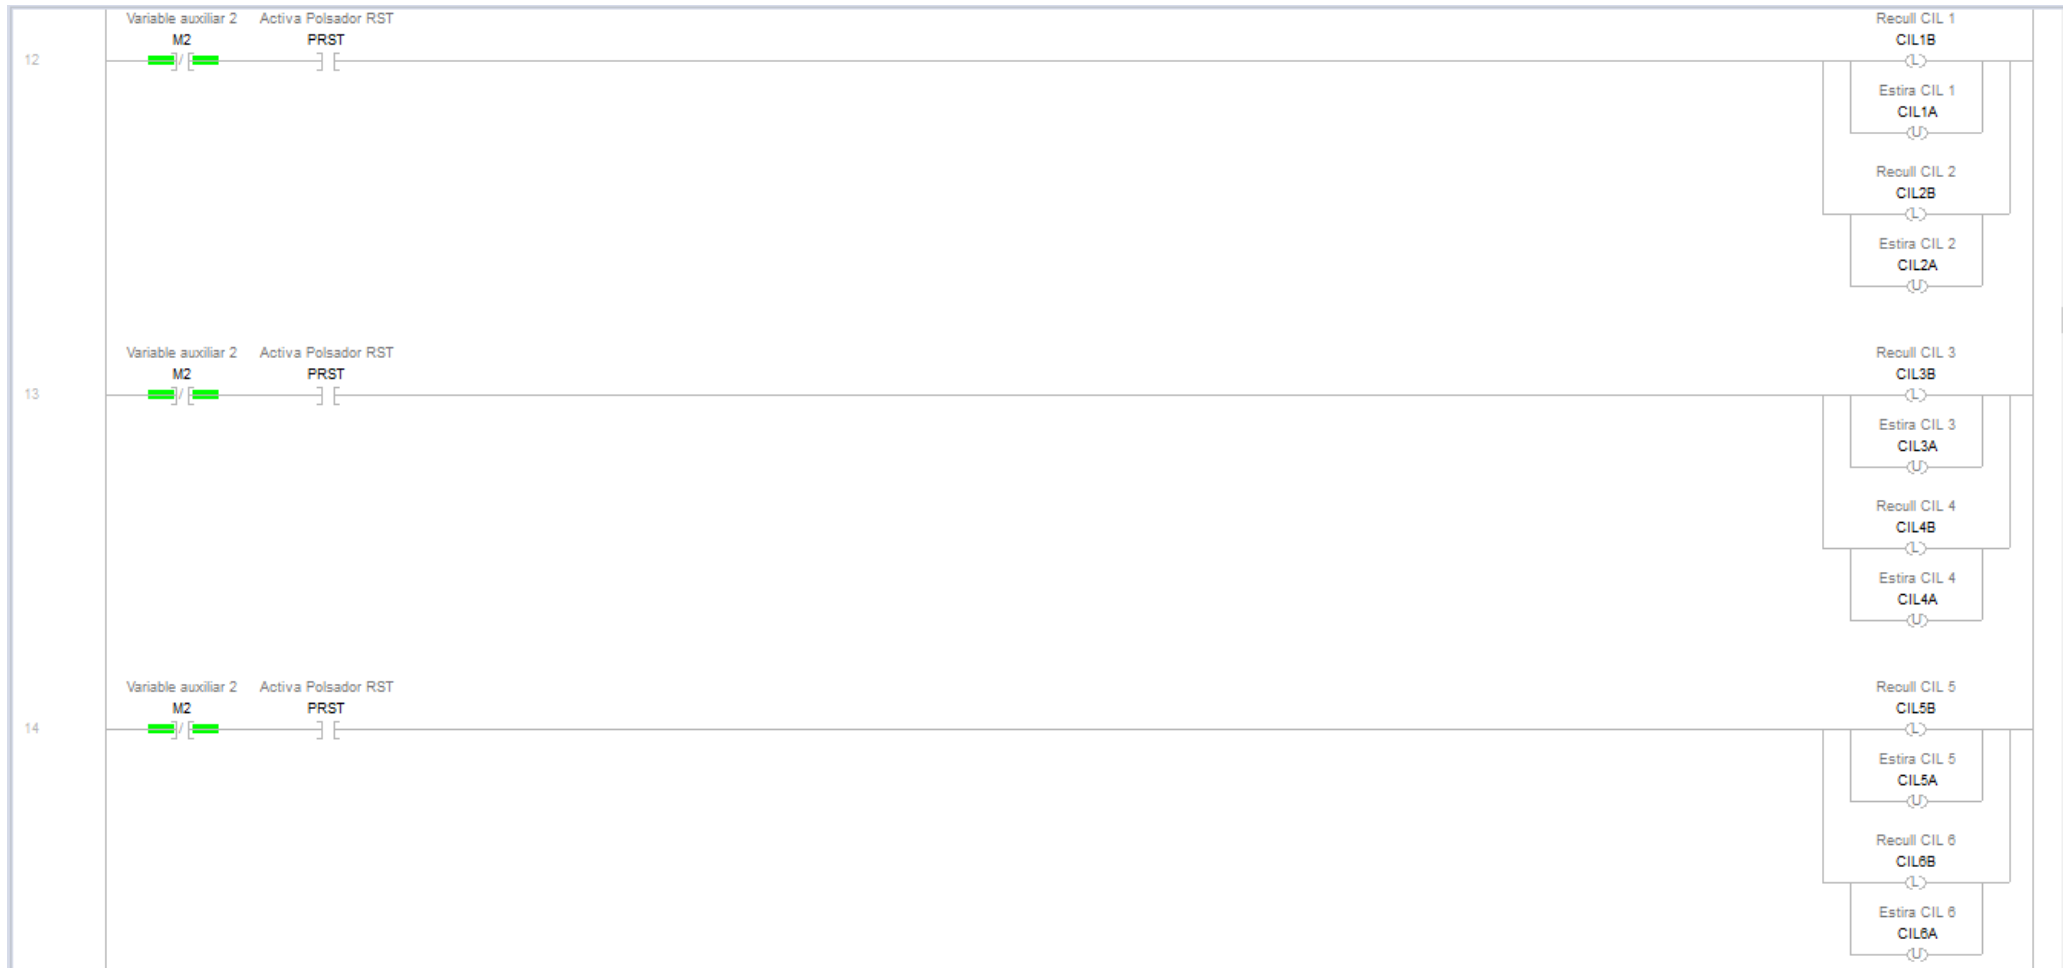 Variable auxiliar 2 Activa Polsador RST Recull CIL 1
M2 PRST CIL1B
12 L
Estira CIL 1
CIL1A
U
Recull CIL 2
CIL2B
L
Estira CIL 2
CIL2A
U
Variable auxiliar 2 Activa Polsador RST Recull CIL 3
M2 PRST CIL3B
13 L
Estira CIL 3
CIL3A
U
Recull CIL 4
CIL4B
L
Estira CIL 4
CIL4A
U
Variable auxiliar 2 Activa Polsador RST Recull CIL 5
M2 PRST CIL5B
14 L
Estira CIL 5
CIL5A
U
Recull CIL 6
CIL6B
L
Estira CIL 6
CIL6A
U